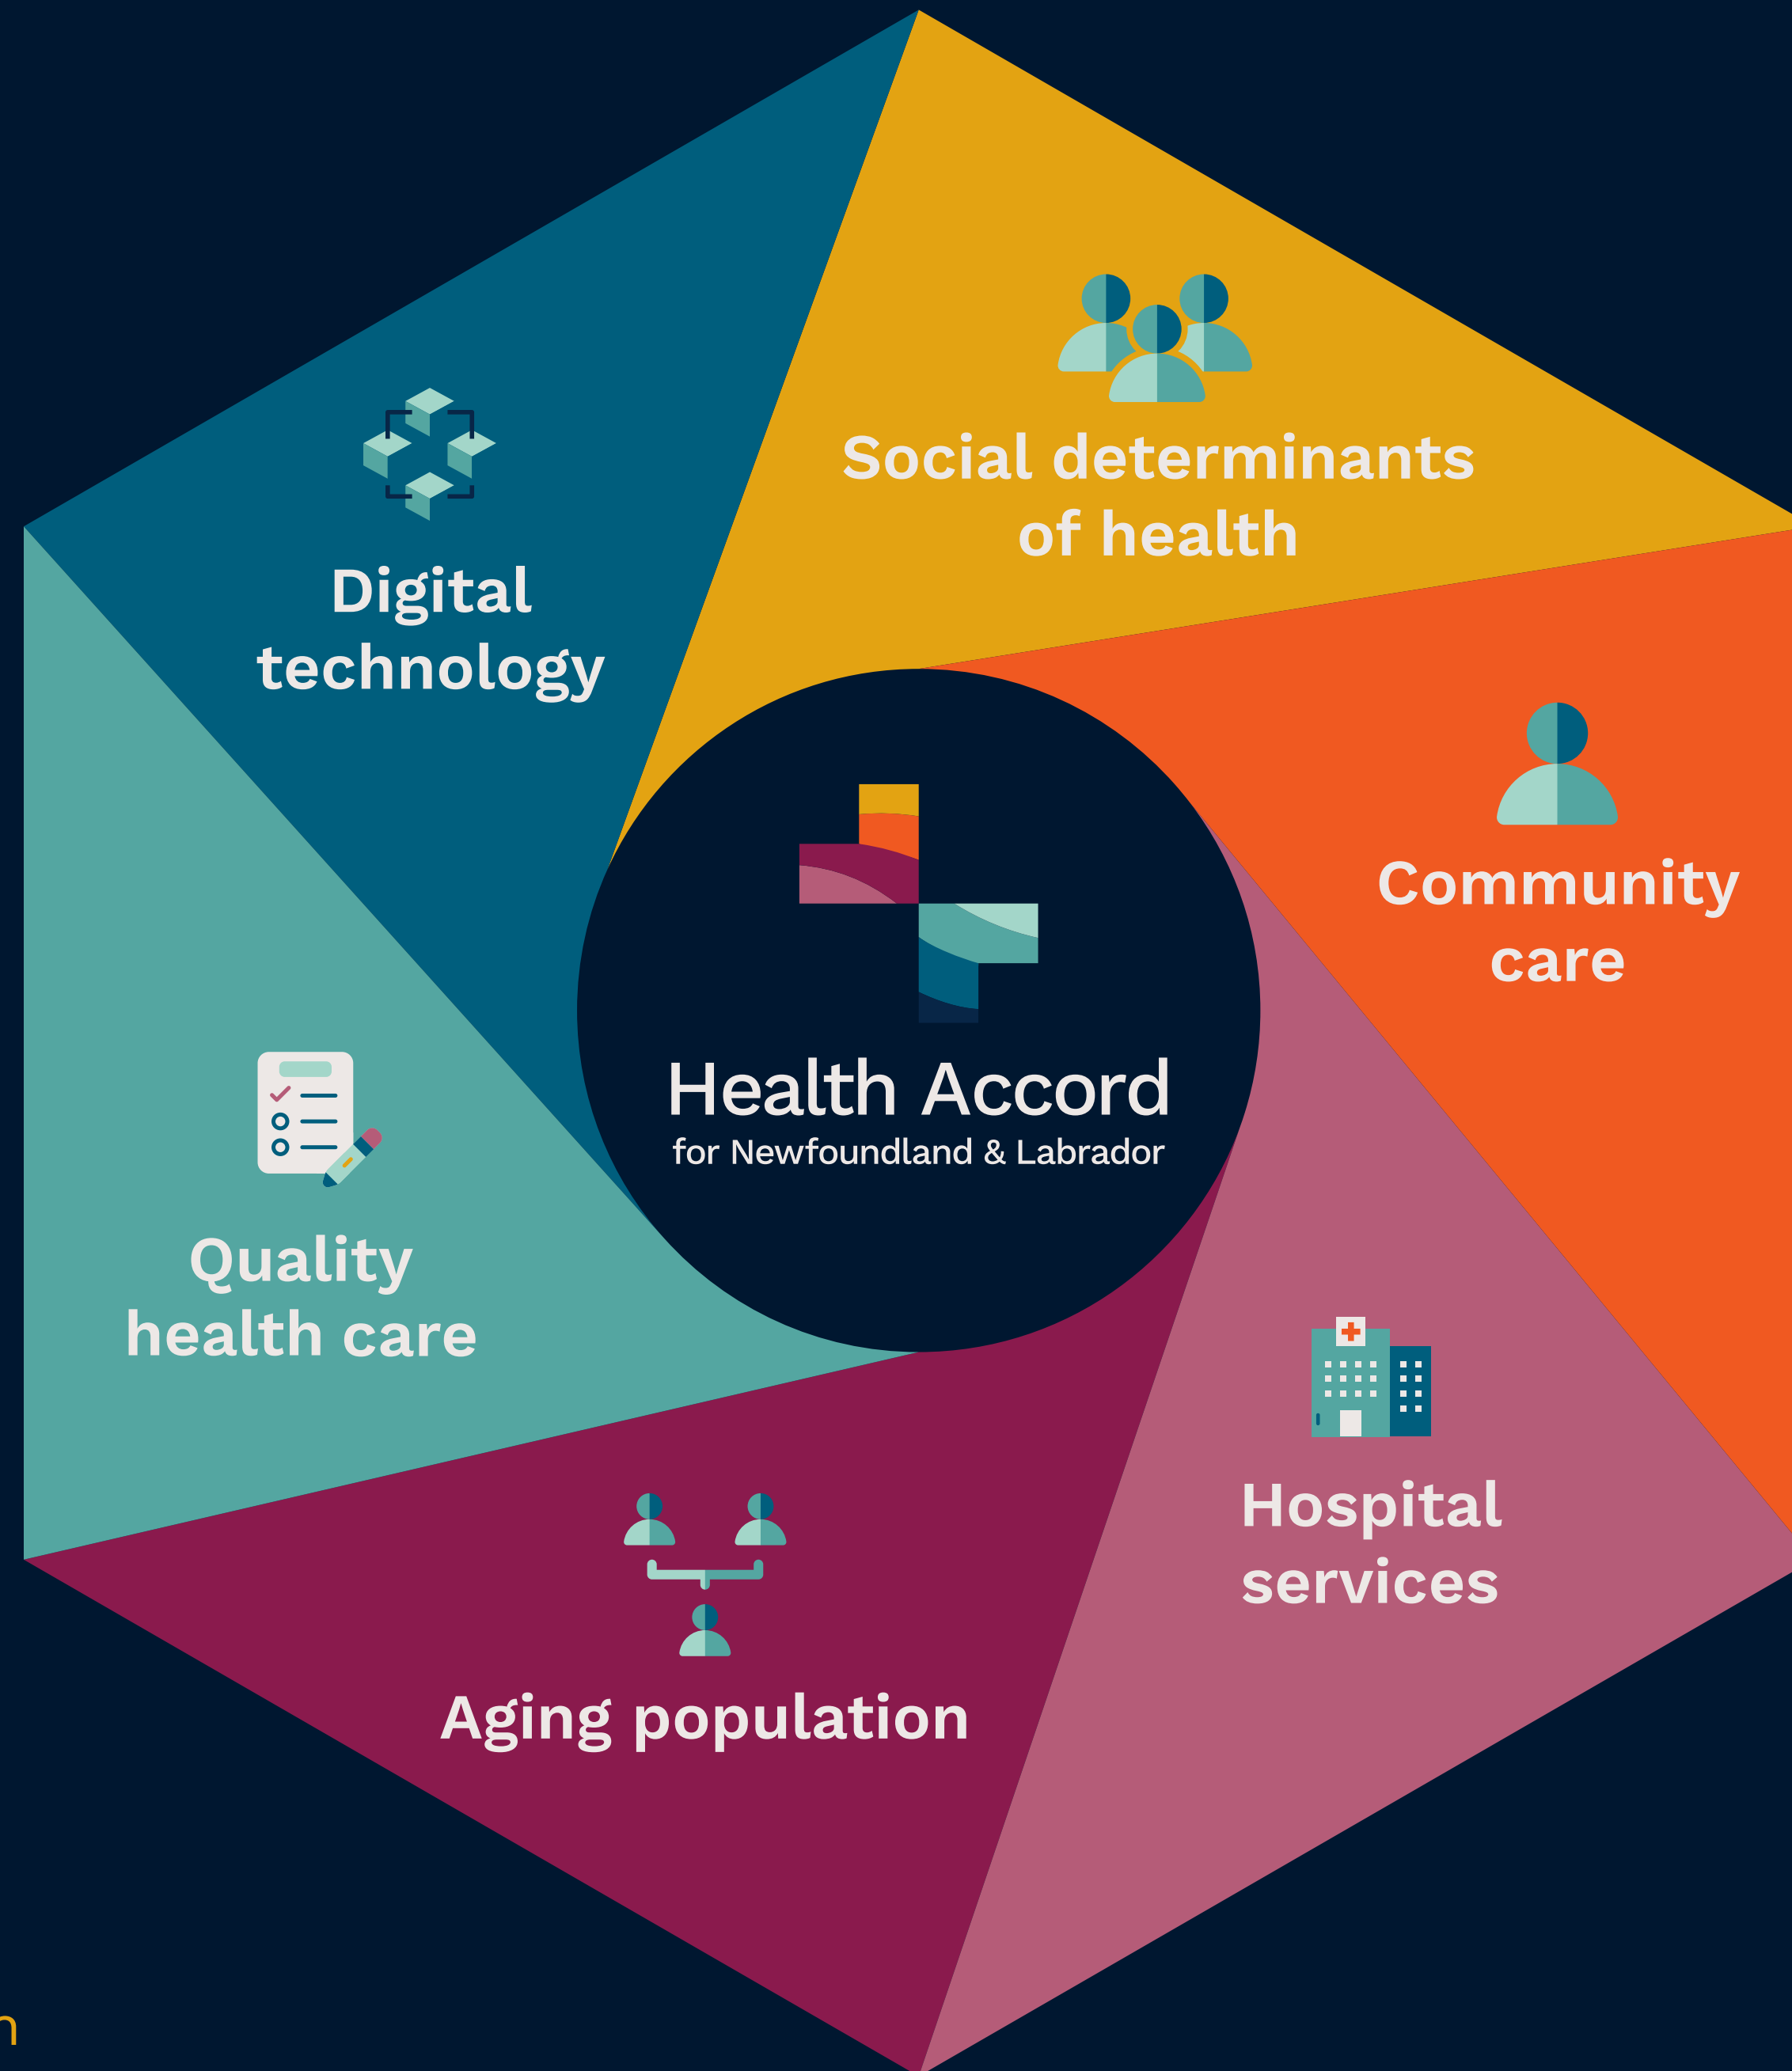 Social determinants
of health
Digital
technology
Community
care
Health Accord
for Newfoundland & Labrador
Quality
health care
Hospital
services
Aging population
n